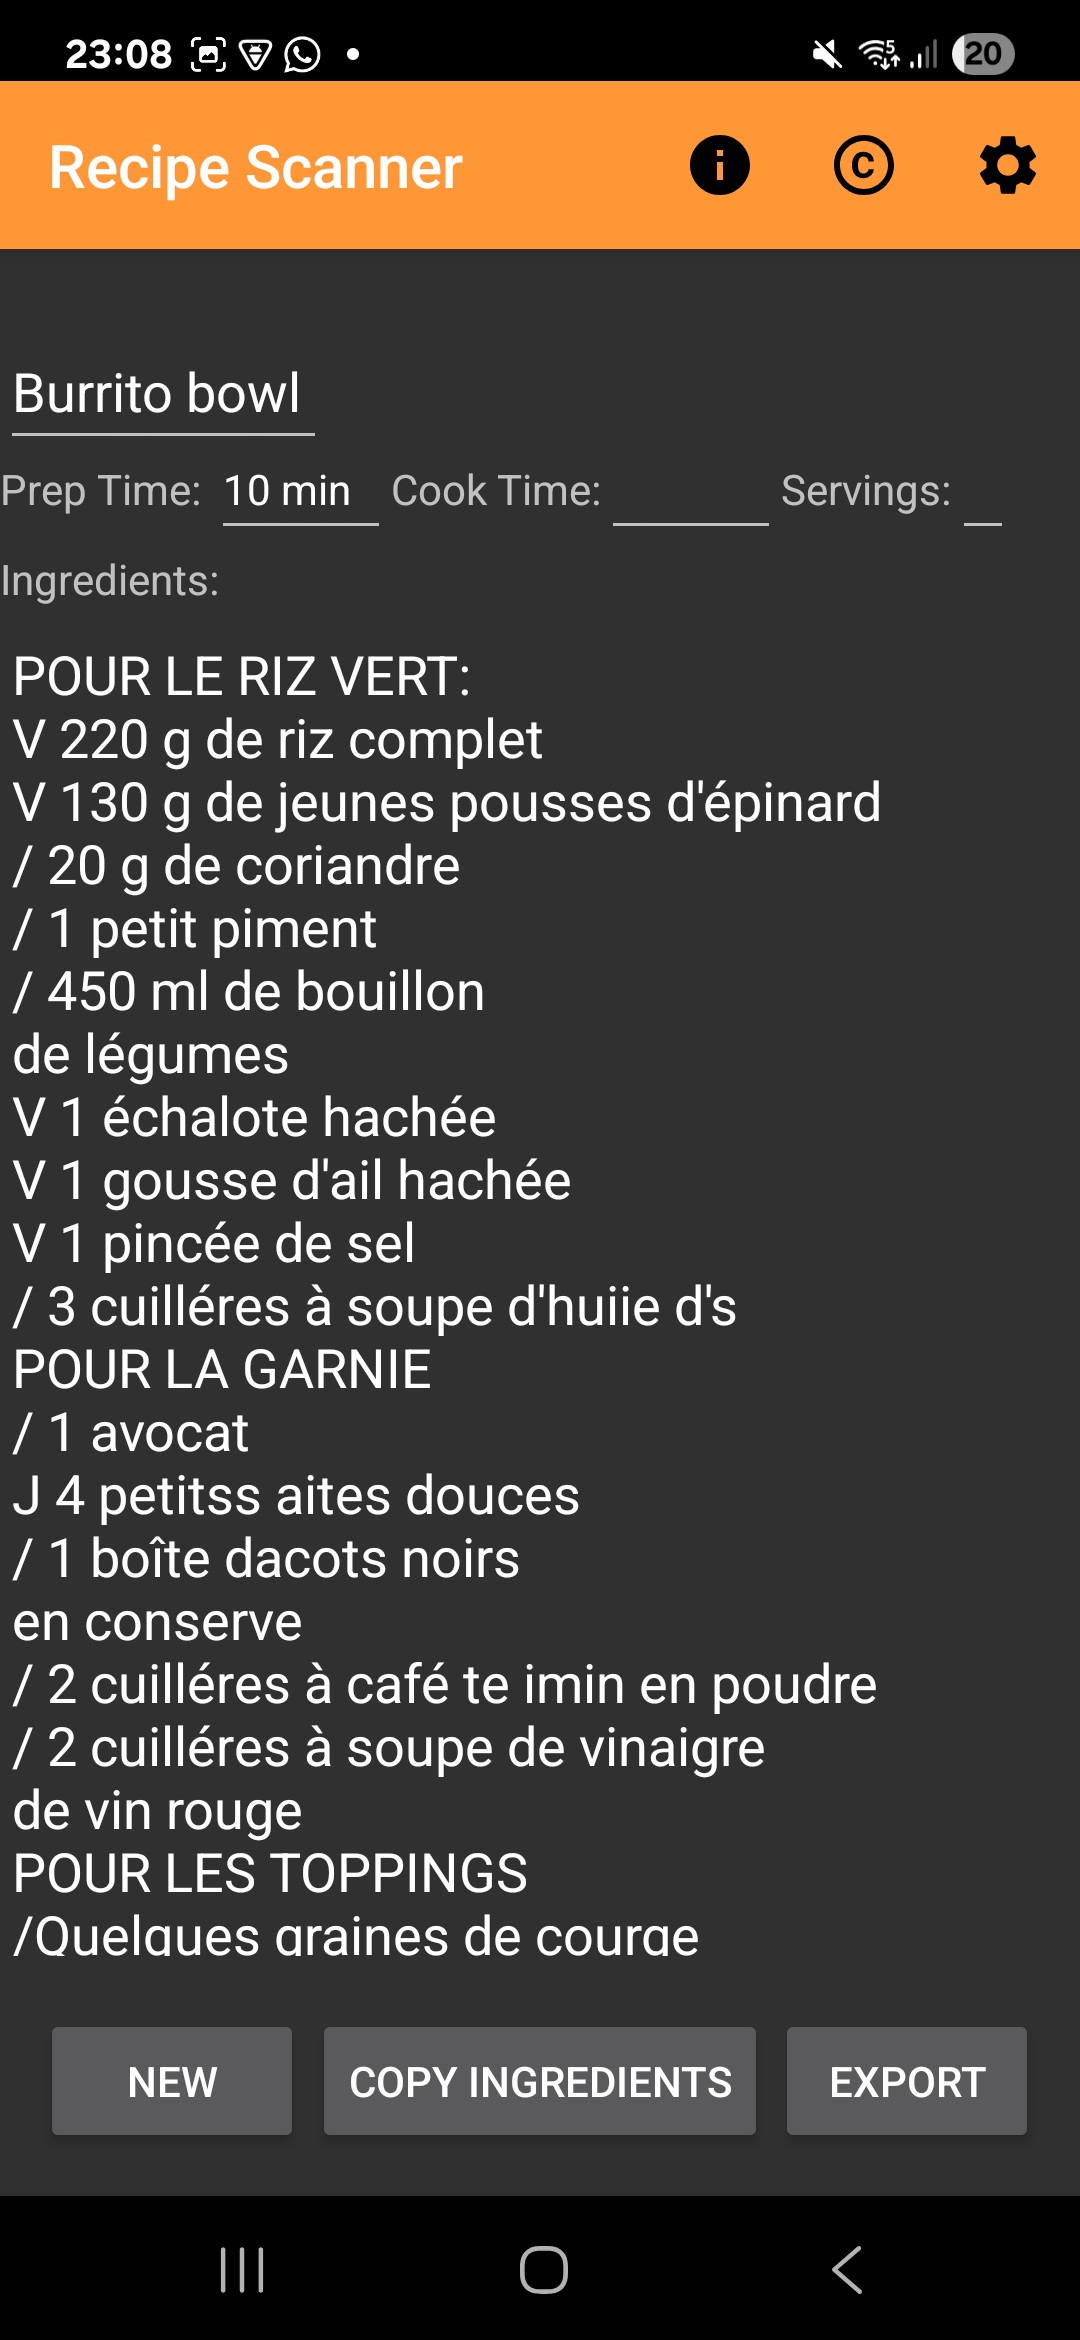 23:08
20
Recipe Scanner
Burrito bowl
Prep Time: 10 min Cook Time: Servings:
Ingredients:
POUR LE RIZ VERT:
V 220 g de riz complet
V 130 g de jeunes pousses d'épinard
/ 20 g de coriandre
/ 1 petit piment
/ 450 ml de bouillon
de légumes
V 1 échalote hachée
V 1 gousse d'ail hachée
V 1 pincée de sel
/ 3 cuilléres à soupe d'huiie d's
POUR LA GARNIE
/ 1 avocat
J 4 petitss aites douces
/ 1 boîte dacots noirs
en conserve
/ 2 cuilléres à café te imin en poudre
/ 2 cuilléres à soupe de vinaigre
de vin rouge
POUR LES TOPPINGS
/Quelques graines de courge
NEW COPY INGREDIENTS EXPORT